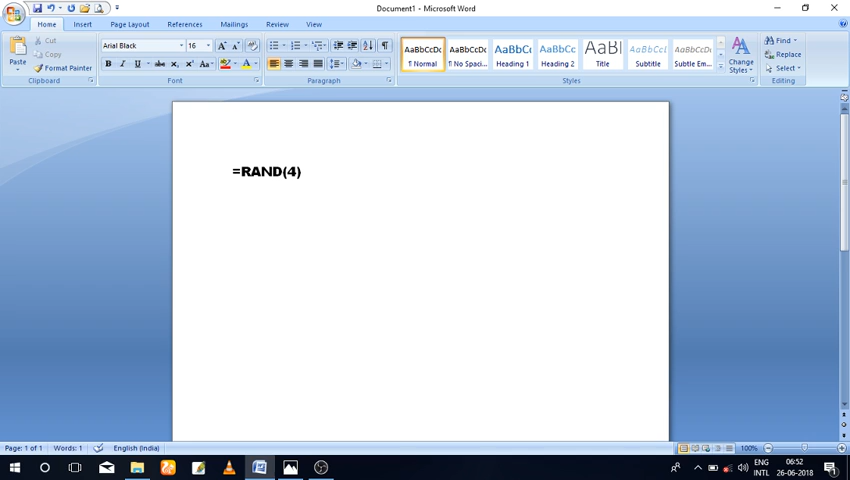 Document1 - Microsoft Word
Home Insert Page Layout References Mailings Review View
Paste
Cut
Copy
Format Painter
Clipboard
Arial Black 16
Font
Paragraph
AaBbCcDc AaBbCcDc AaBbCc AaBbCc AaBl AaBbCcL AaBbCcDc
¶ Normal ¶ No Spaci... Heading 1 Heading 2 Title Subtitle Subtle Em...
Change
Styles
Styles
Find
Replace
Select
Editing
=RAND(4)
Page: 1 of 1 Words: 1 English (India) 100%
ENG
INTL
06:52
26-06-2018